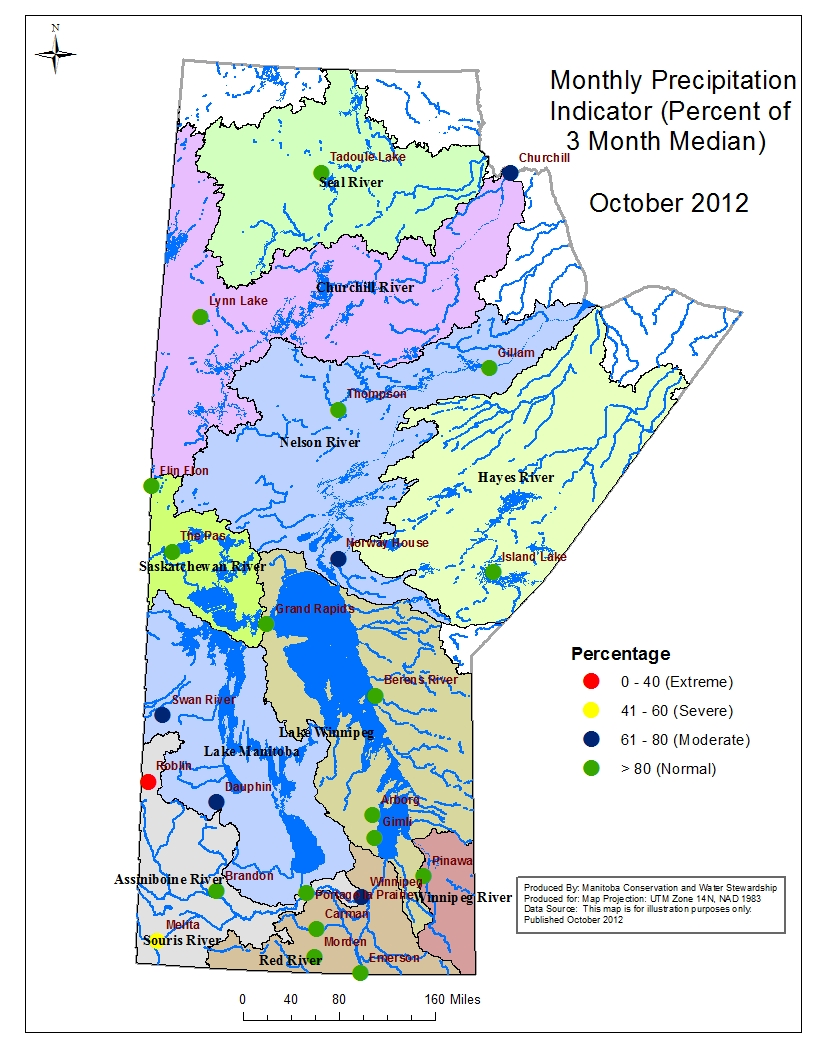 N
Monthly Precipitation
Indicator (Percent of
3 Month Median)
October 2012
Tadoule Lake
Churchill
Seal River
Churchill River
Lynn Lake
Gillam
Thompson
Nelson River
Flin Flon
Hayes River
The Pas
Norway House
Island Lake
Saskatchewan River
Grand Rapids
Berens River
Swan River
Lake Winnipeg
Lake Manitoba
Roblin
Dauphin
Arborg
Gimli
Pinawa
Assiniboine River
Brandon
Winnipeg
Portage la Prairie
Winnipeg River
Carman
Melita
Souris River
Morden
Red River
Emerson
Percentage
0 - 40 (Extreme)
41 - 60 (Severe)
61 - 80 (Moderate)
> 80 (Normal)
Produced By: Manitoba Conservation and Water Stewardship
Produced for: Map Projection: UTM Zone 14N, NAD 1983
Data Source: This map is for illustration purposes only.
Published October 2012
0 40 80 160 Miles